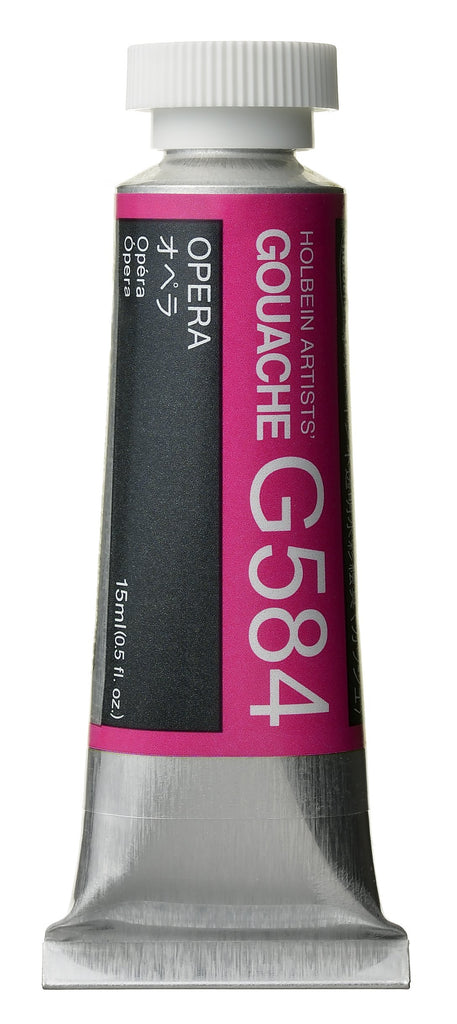 HOLBEIN ARTISTS'
GOUACHE G584
OPERA
オペラ
Opéra
Ópera
15ml(0.5 fl. oz.)